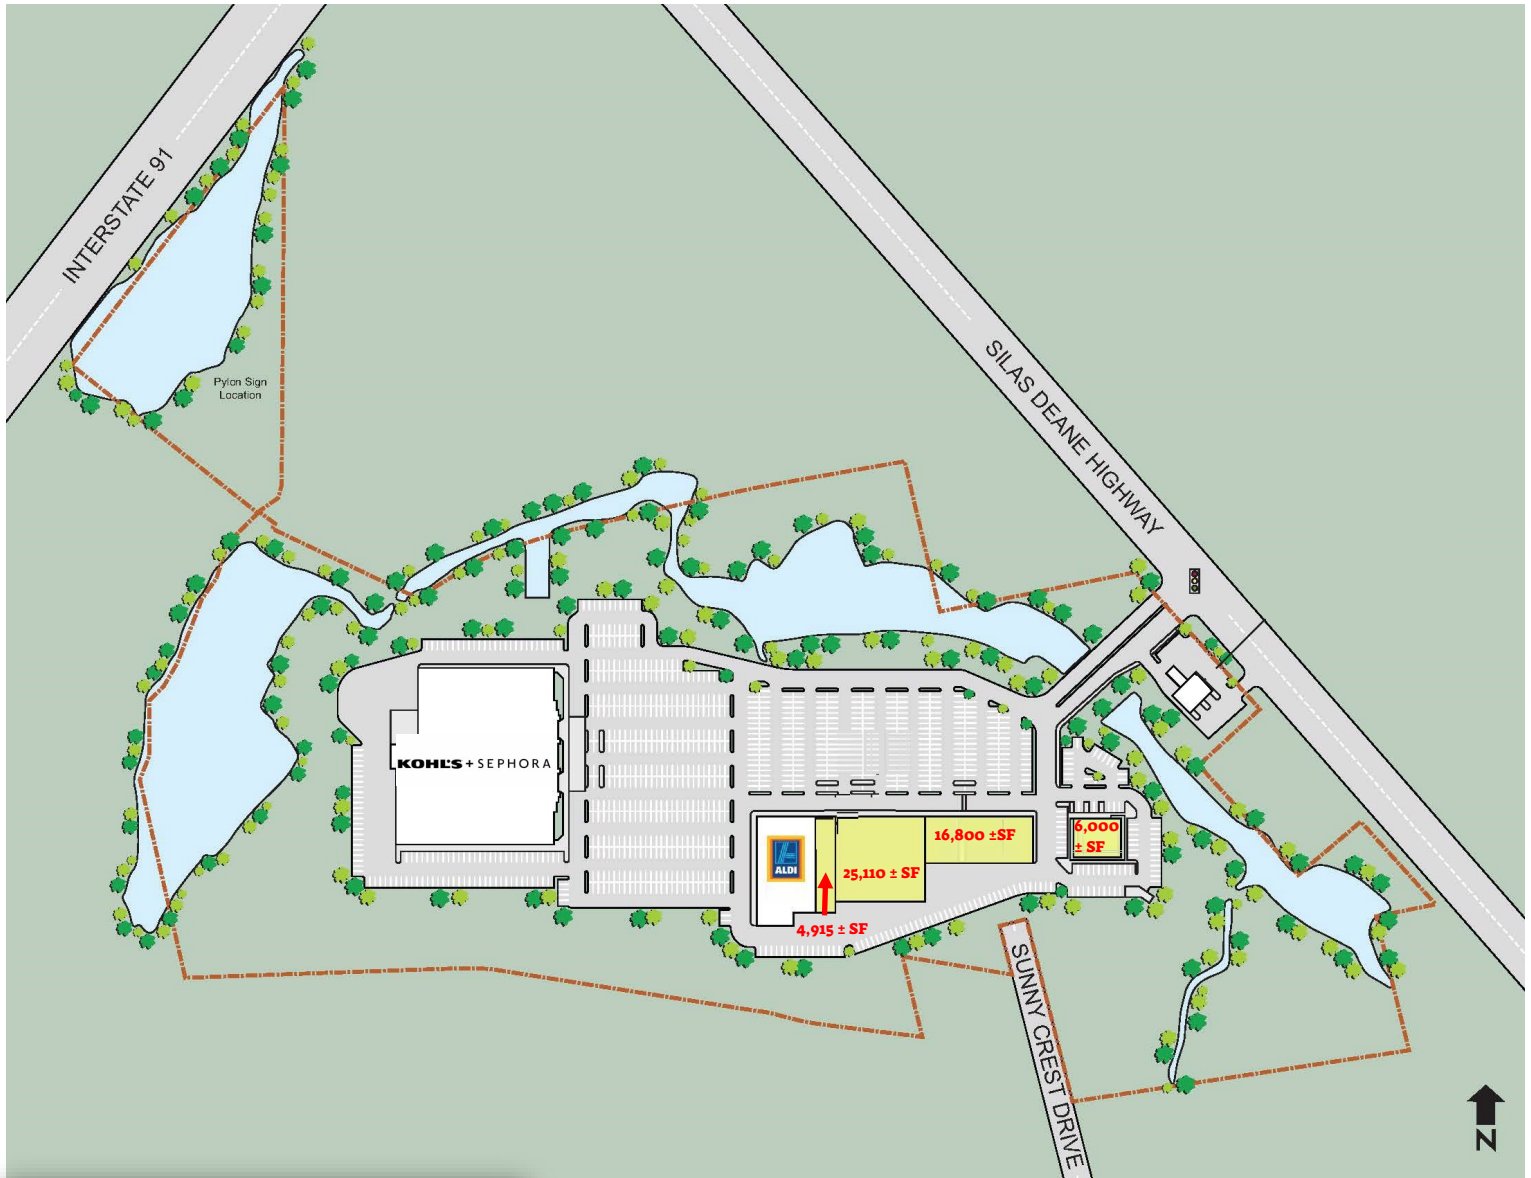 INTERSTATE 91
Pylon Sign
Location
SILAS DEANE HIGHWAY
KOHL'S + SEPHORA
ALDI
4,915 ± SF
25,110 ± SF
16,800 ±SF
6,000
± SF
SUNNY CREST DRIVE
N